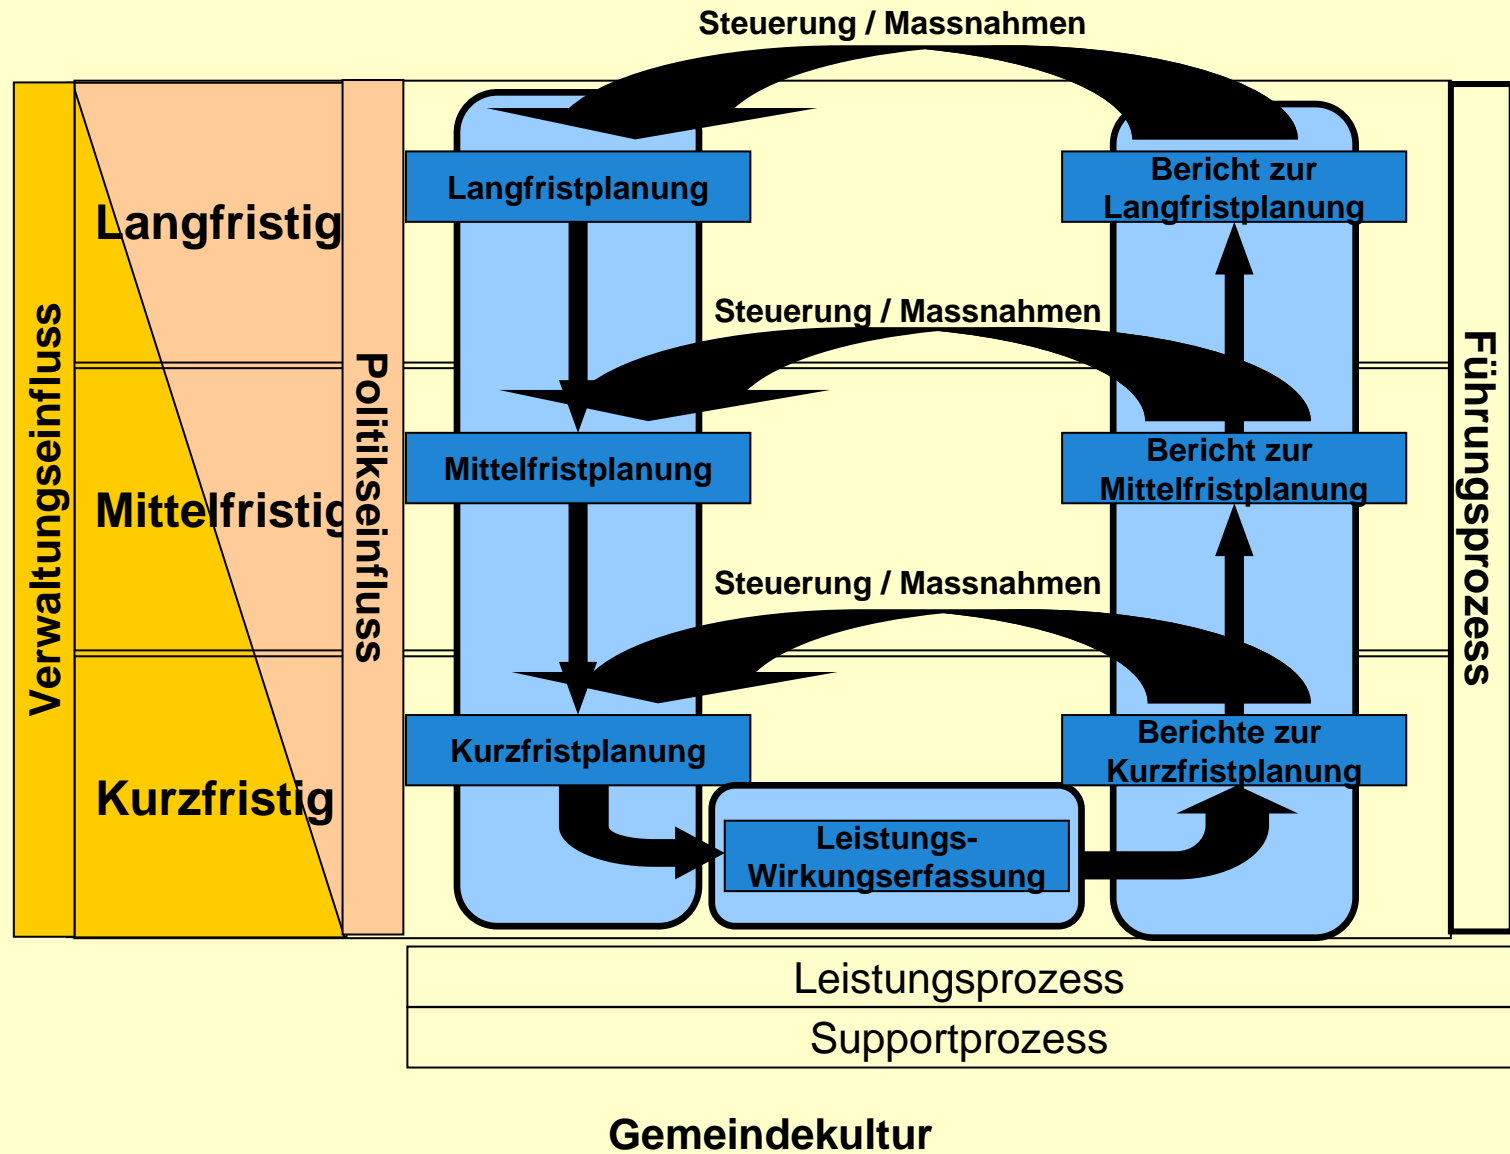 Steuerung / Massnahmen
Verwaltungseinfluss
Langfristig
Politikseinfluss
Langfristplanung
Bericht zur
Langfristplanung
Führungsprozess
Steuerung / Massnahmen
Mittelfristig
Mittelfristplanung
Bericht zur
Mittelfristplanung
Steuerung / Massnahmen
Kurzfristig
Kurzfristplanung
Berichte zur
Kurzfristplanung
Leistungs-
Wirkungserfassung
Leistungsprozess
Supportprozess
Gemeindekultur